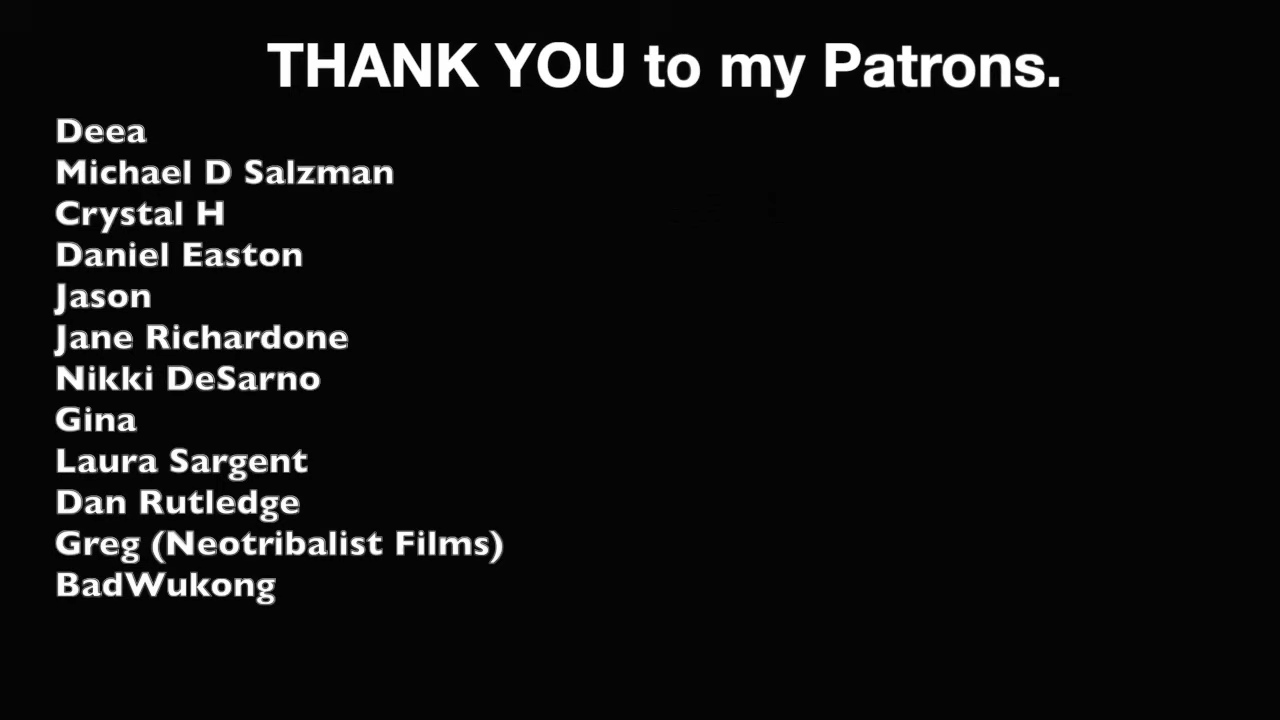 THANK YOU to my Patrons.
Deea
Michael D Salzman
Crystal H
Daniel Easton
Jason
Jane Richardone
Nikki DeSarno
Gina
Laura Sargent
Dan Rutledge
Greg (Neotribalist Films)
BadWukong